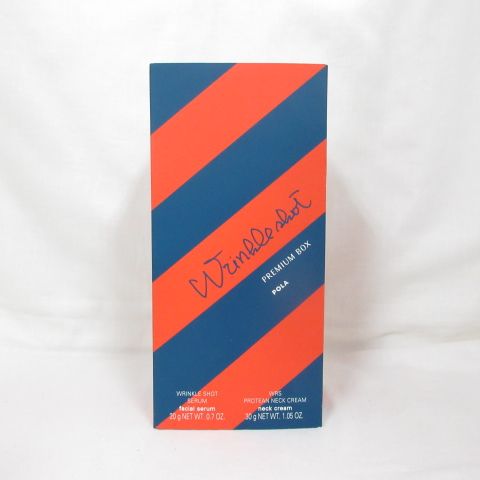 Wrinkle shot
PREMIUM BOX
POLA
WRINKLE SHOT
SERUM
facial serum
20 g NET WT. 0.7 OZ.
WRS
PROTEAN NECK CREAM
neck cream
30 g NET WT. 1.05 OZ.